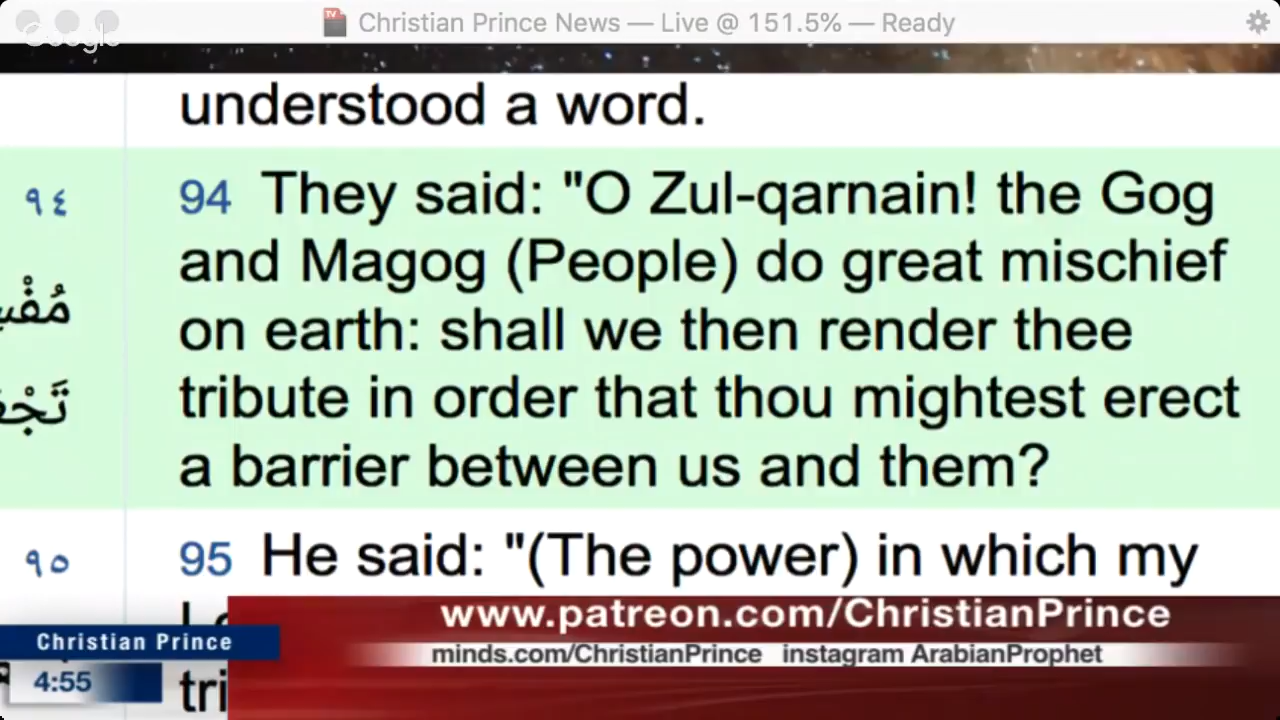 Christian Prince News — Live @ 151.5% — Ready
Google
understood a word.
٩٤
94 They said: "O Zul-qarnain! the Gog
and Magog (People) do great mischief
on earth: shall we then render thee
tribute in order that thou mightest erect
a barrier between us and them?
٩٥
95 He said: "(The power) in which my
tri
www.patreon.com/ChristianPrince
minds.com/ChristianPrince instagram ArabianProphet
Christian Prince
4:55